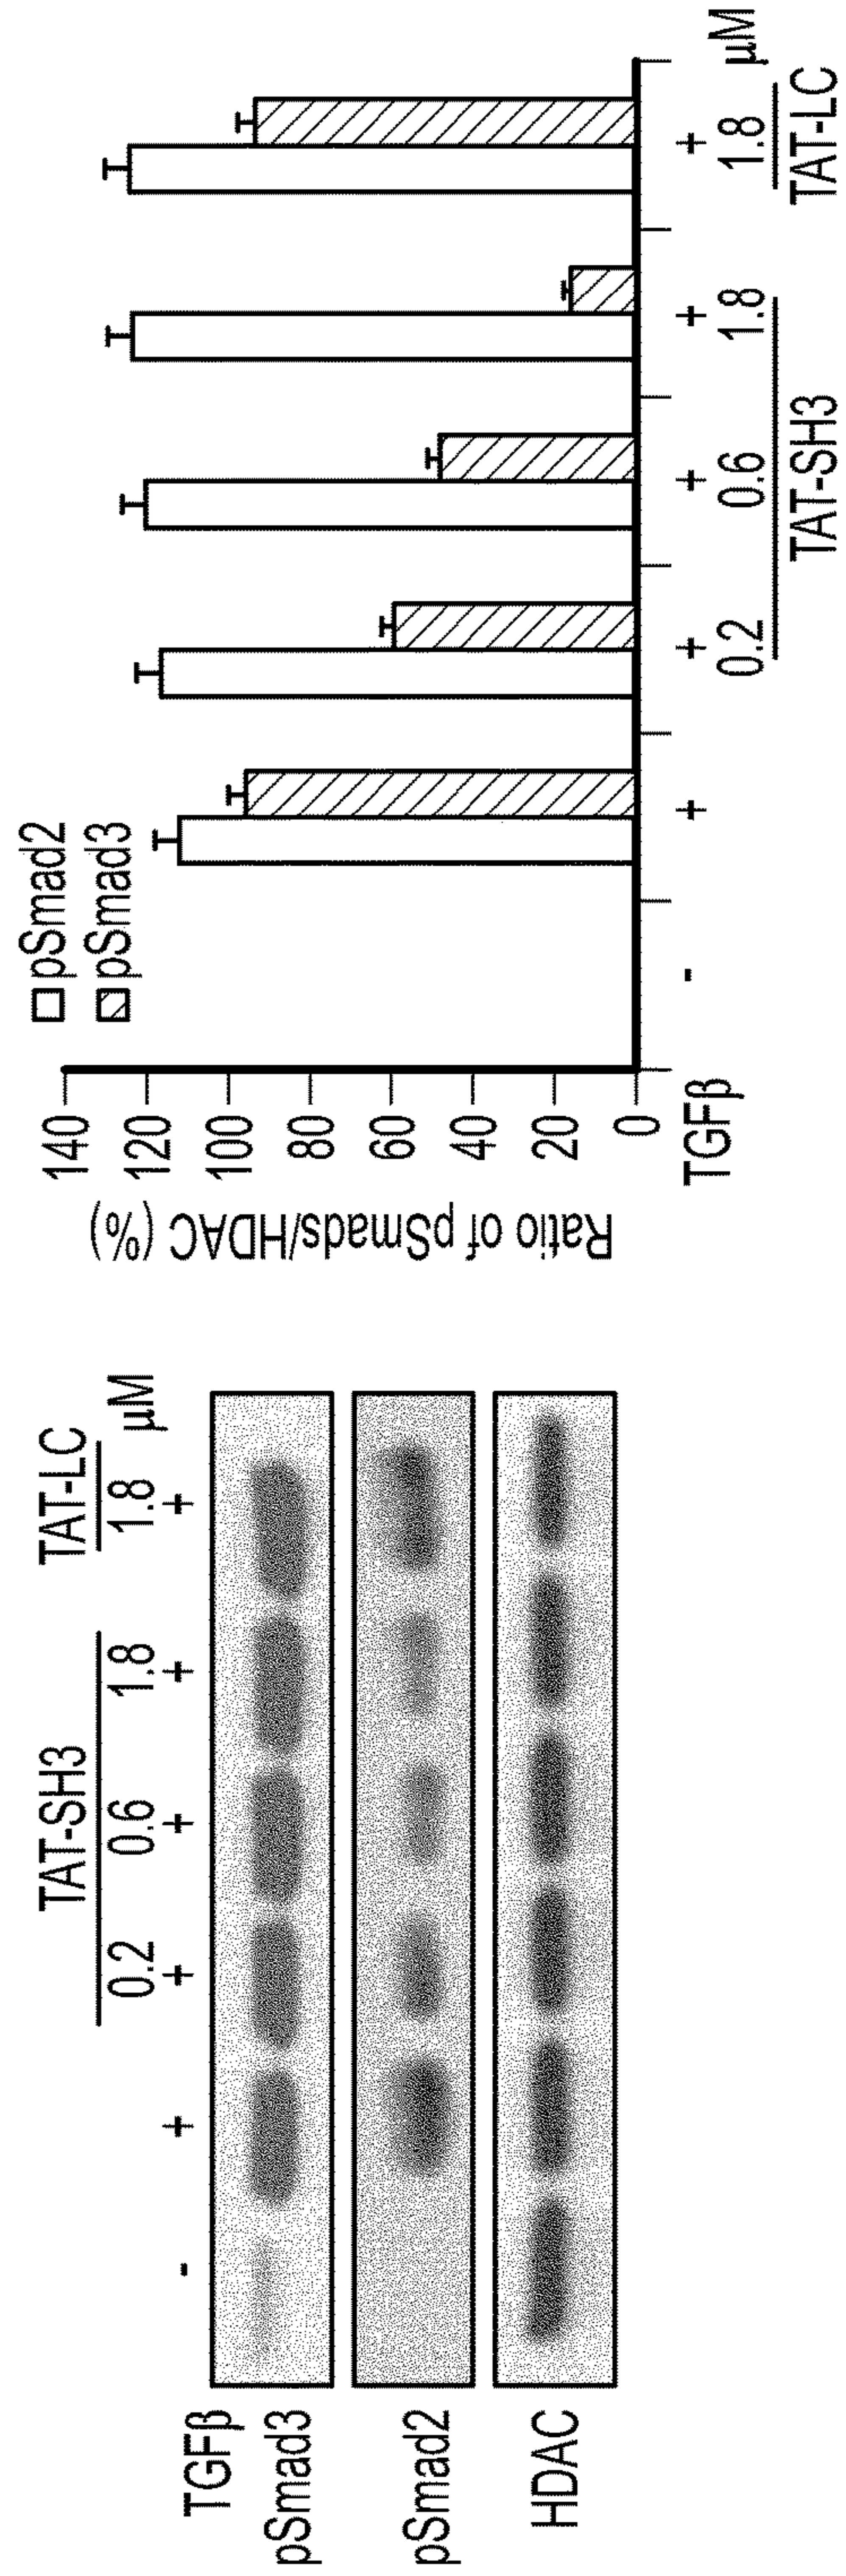 TAT-SH3 TAT-LC
0.2 0.6 1.8 1.8 µM
TGFβ - + + + + +
pSmad3
pSmad2
HDAC
pSmad2
pSmad3
Ratio of pSmads/HDAC (%)
140
120
100
80
60
40
20
0
TGFβ - + + + + +
0.2 0.6 1.8 1.8 µM
TAT-SH3 TAT-LC